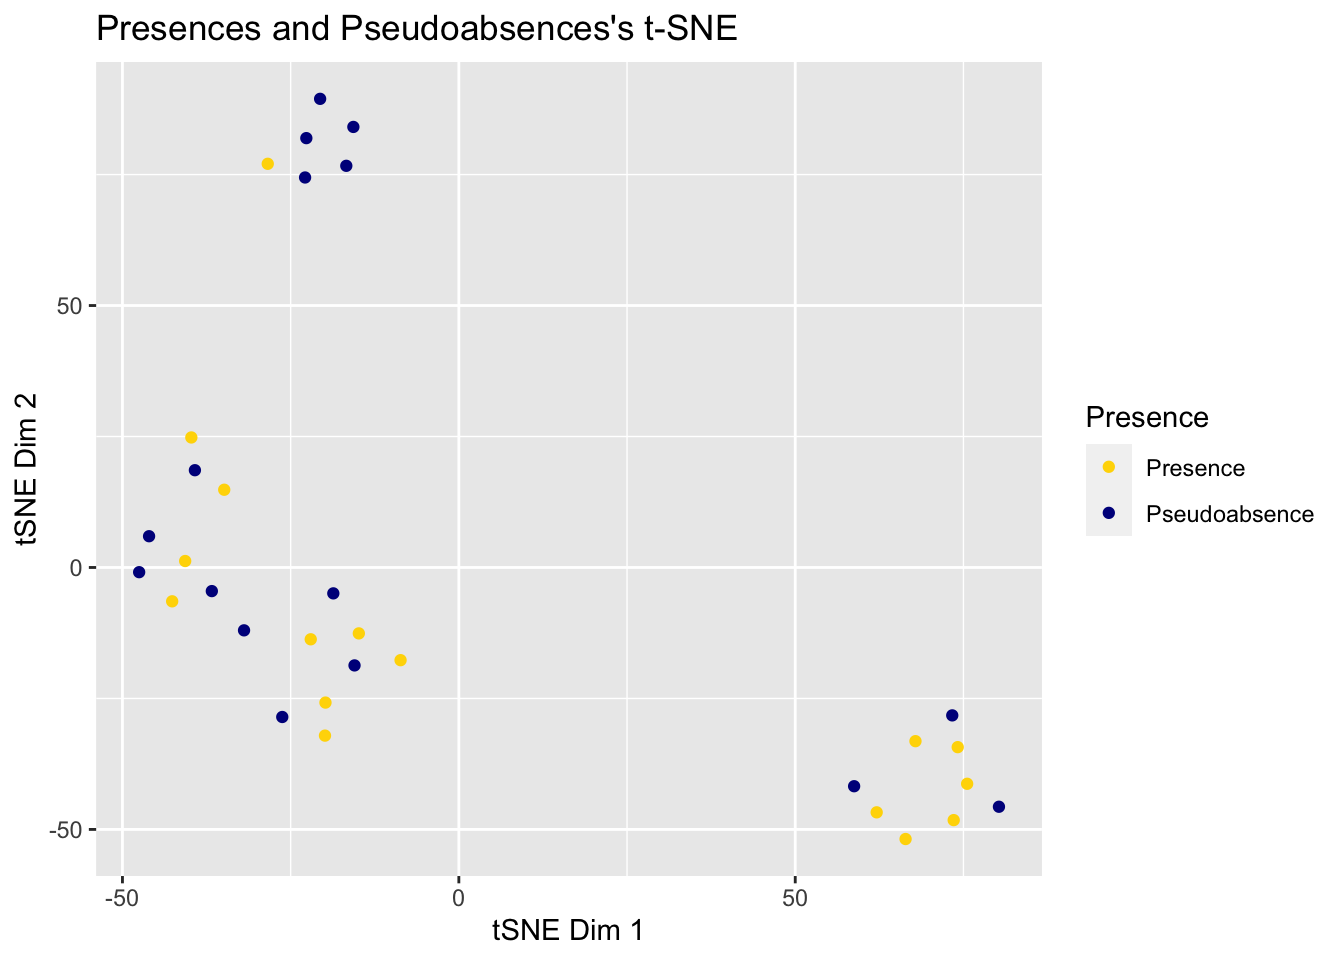 Presences and Pseudoabsences's t-SNE
tSNE Dim 2
50
0
-50
-50
0
50
tSNE Dim 1
Presence
Presence
Pseudoabsence